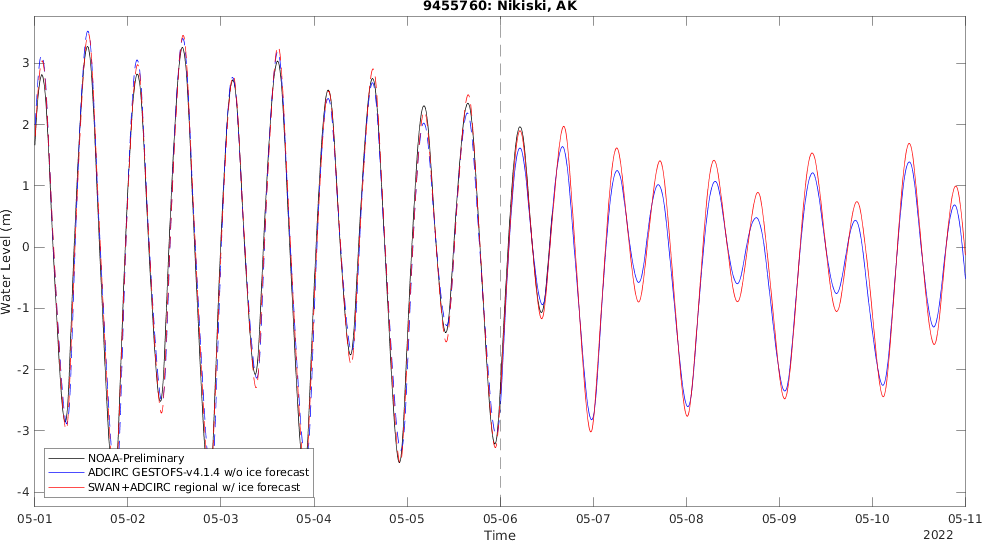 9455760: Nikiski, AK
3
2
1
0
-1
-2
-3
-4
Water Level (m)
NOAA-Preliminary
ADCIRC GESTOFS-v4.1.4 w/o ice forecast
SWAN+ADCIRC regional w/ ice forecast
05-01 05-02 05-03 05-04 05-05 05-06 05-07 05-08 05-09 05-10 05-11
Time
2022